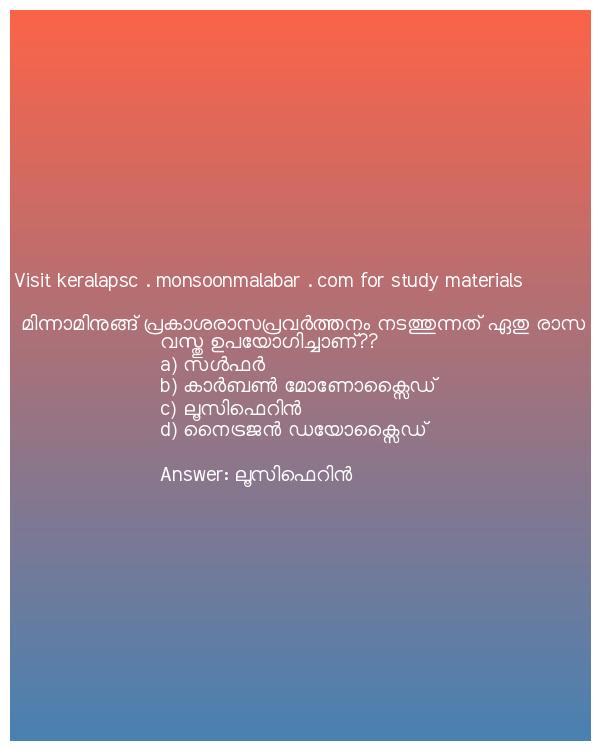 Visit keralapsc . monsoonmalabar . com for study materials
മിന്നാമിനുങ്ങ് പ്രകാശരാസപ്രവർത്തനം നടത്തുന്നത് ഏതു രാസ
വസ്തു ഉപയോഗിച്ചാണ്??
a) സൾഫർ
b) കാർബൺ മോണോക്സൈഡ്
c) ലൂസിഫെറിൻ
d) നൈട്രജൻ ഡയോക്സൈഡ്
Answer: ലൂസിഫെറിൻ